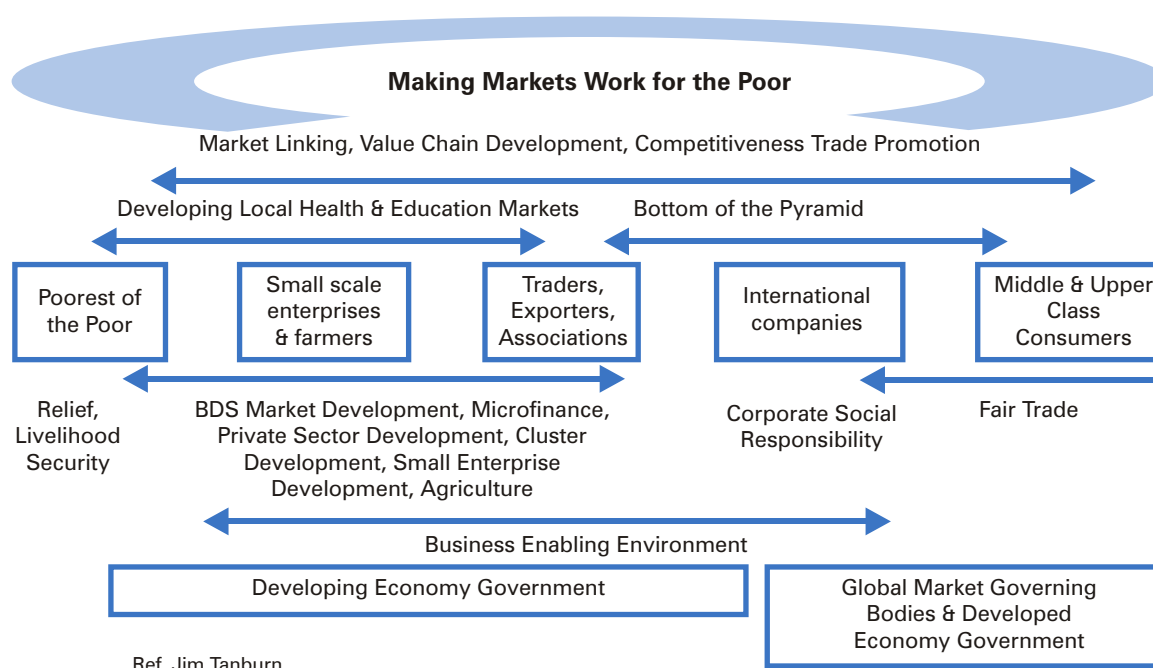 Making Markets Work for the Poor
Market Linking, Value Chain Development, Competitiveness Trade Promotion
Developing Local Health & Education Markets
Bottom of the Pyramid
Poorest of
the Poor
Small scale
enterprises
& farmers
Traders,
Exporters,
Associations
International
companies
Middle & Upper
Class
Consumers
Relief,
Livelihood
Security
BDS Market Development, Microfinance,
Private Sector Development, Cluster
Development, Small Enterprise
Development, Agriculture
Corporate Social
Responsibility
Fair Trade
Business Enabling Environment
Developing Economy Government
Global Market Governing
Bodies & Developed
Economy Government
Ref. Jim Tanburn